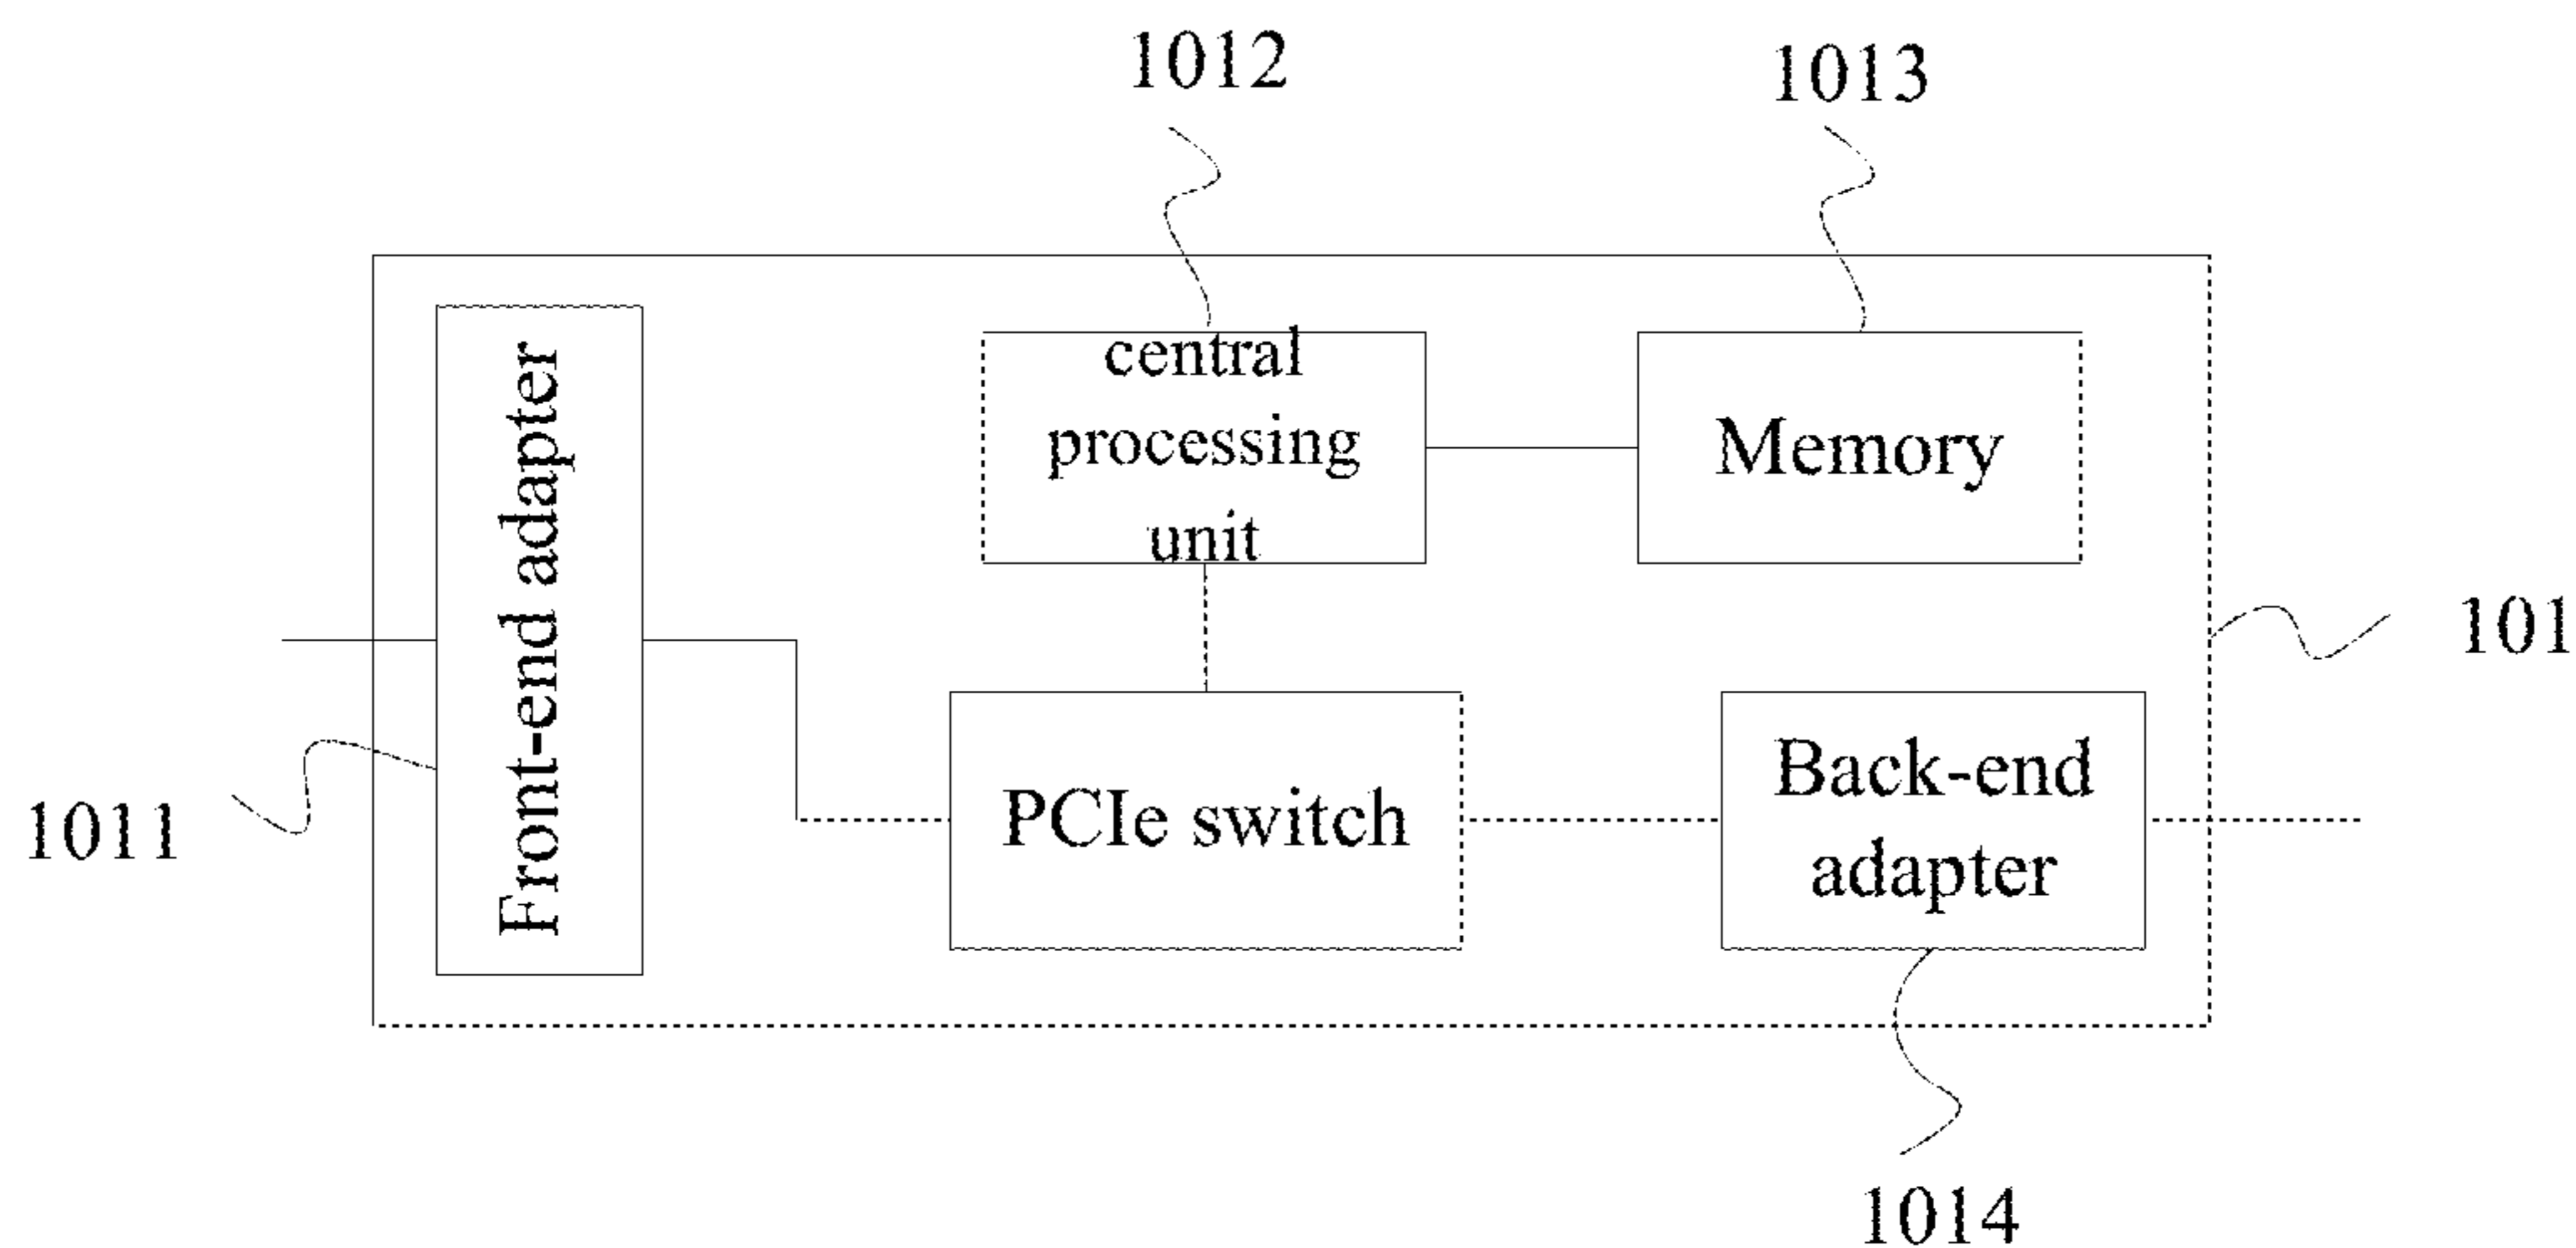 1012
1013
central
processing
unit
Memory
Front-end adapter
101
PCIe switch
Back-end
adapter
1011
1014